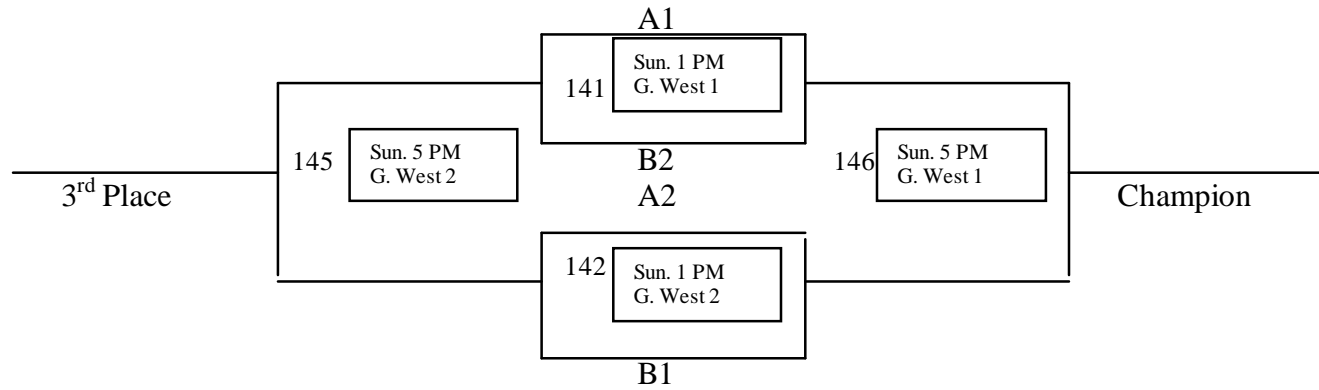 A1
Sun. 1 PM
141
G. West 1
B2
145
Sun. 5 PM
G. West 2
146
Sun. 5 PM
G. West 1
3rd Place
A2
Champion
142
Sun. 1 PM
G. West 2
B1